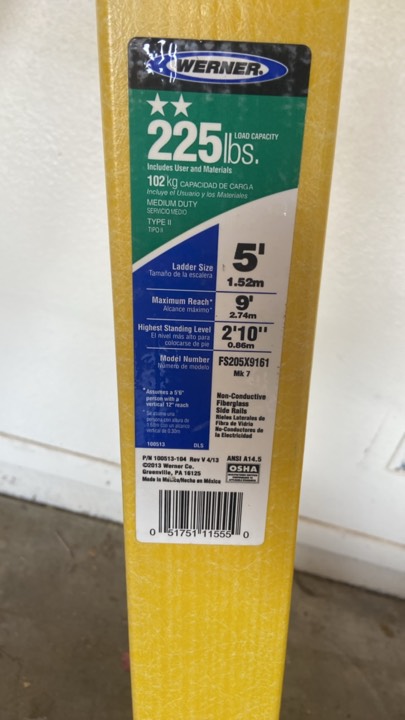 WERNER.
225 lbs.
LOAD CAPACITY
Includes User and Materials
102 kg CAPACIDAD DE CARGA
Incluye el Usuario y los Materiales
MEDIUM DUTY
SERVICIO MEDIO
TYPE II
TIPO II
Ladder Size 5'
Tamaño de la escalera 1.52m
Maximum Reach* 9'
Alcance máximo* 2.74m
Highest Standing Level 2'10"
El nivel más alto para
colocarse de pie 0.86m
Model Number FS205X9161
Número de modelo Mk 7
*Assumes a 5'6"
person with a
vertical 12" reach
Non-Conductive
Fiberglass
Side Rails
Rieles Laterales de
Fibra de Vidrio
No-Conductores de
la Electricidad
100513 DLS
P/N 100513-104 Rev V 4/13 ANSI A14.5
©2013 Werner Co.
Greenville, PA 16125
Made in México/Hecho en México
OSHA
0 51751 11555 0